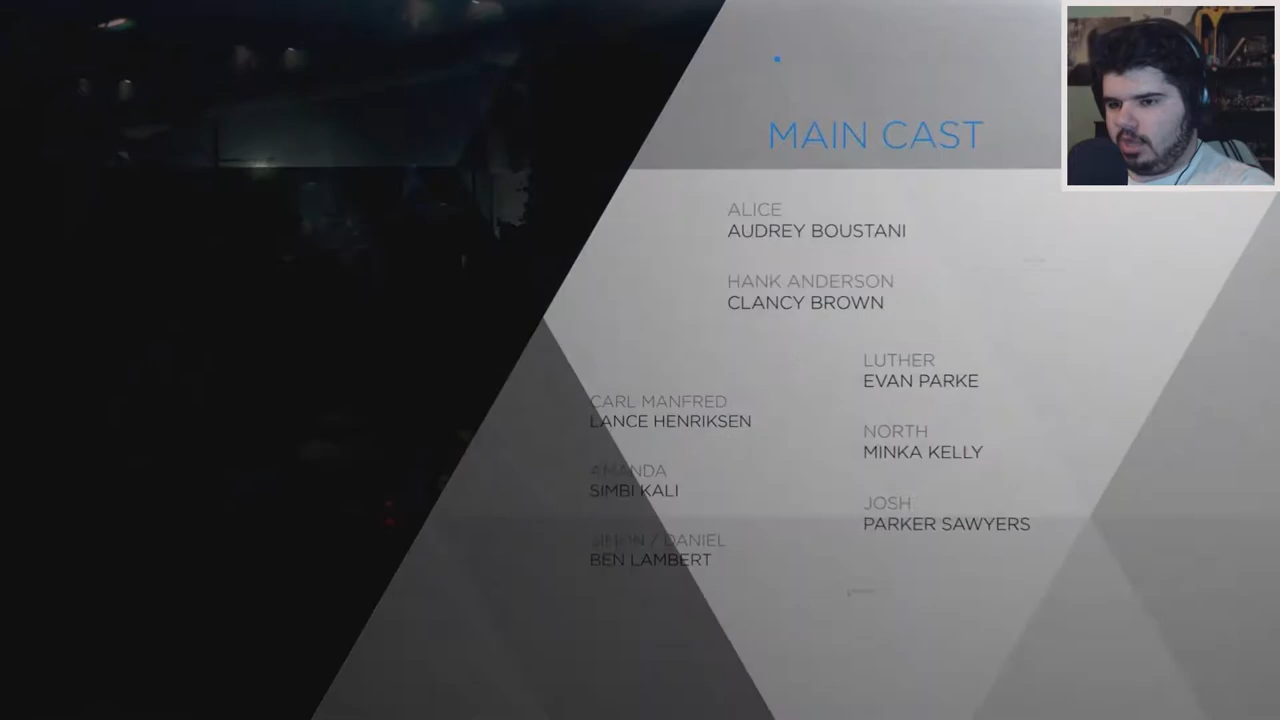 MAIN CAST
ALICE
AUDREY BOUSTANI
HANK ANDERSON
CLANCY BROWN
CARL MANFRED
LANCE HENRIKSEN
AMANDA
SIMBI KALI
SIMON / DANIEL
BEN LAMBERT
LUTHER
EVAN PARKE
NORTH
MINKA KELLY
JOSH
PARKER SAWYERS